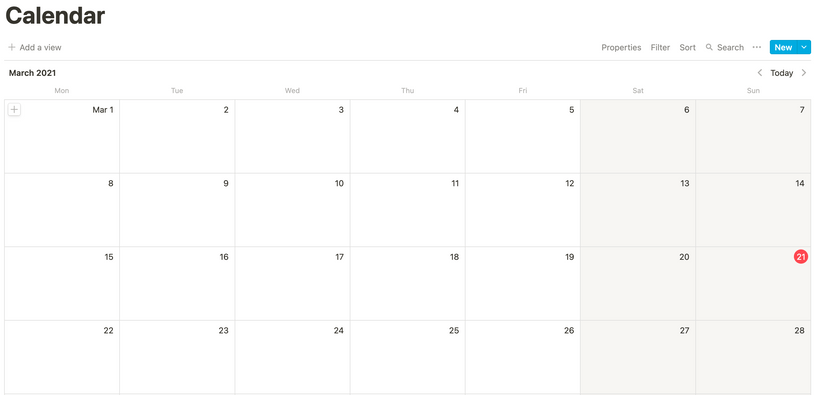 Calendar
+ Add a view Properties Filter Sort Search ... New
March 2021 Today
Mon Tue Wed Thu Fri Sat Sun
Mar 1 2 3 4 5 6 7
8 9 10 11 12 13 14
15 16 17 18 19 20 21
22 23 24 25 26 27 28